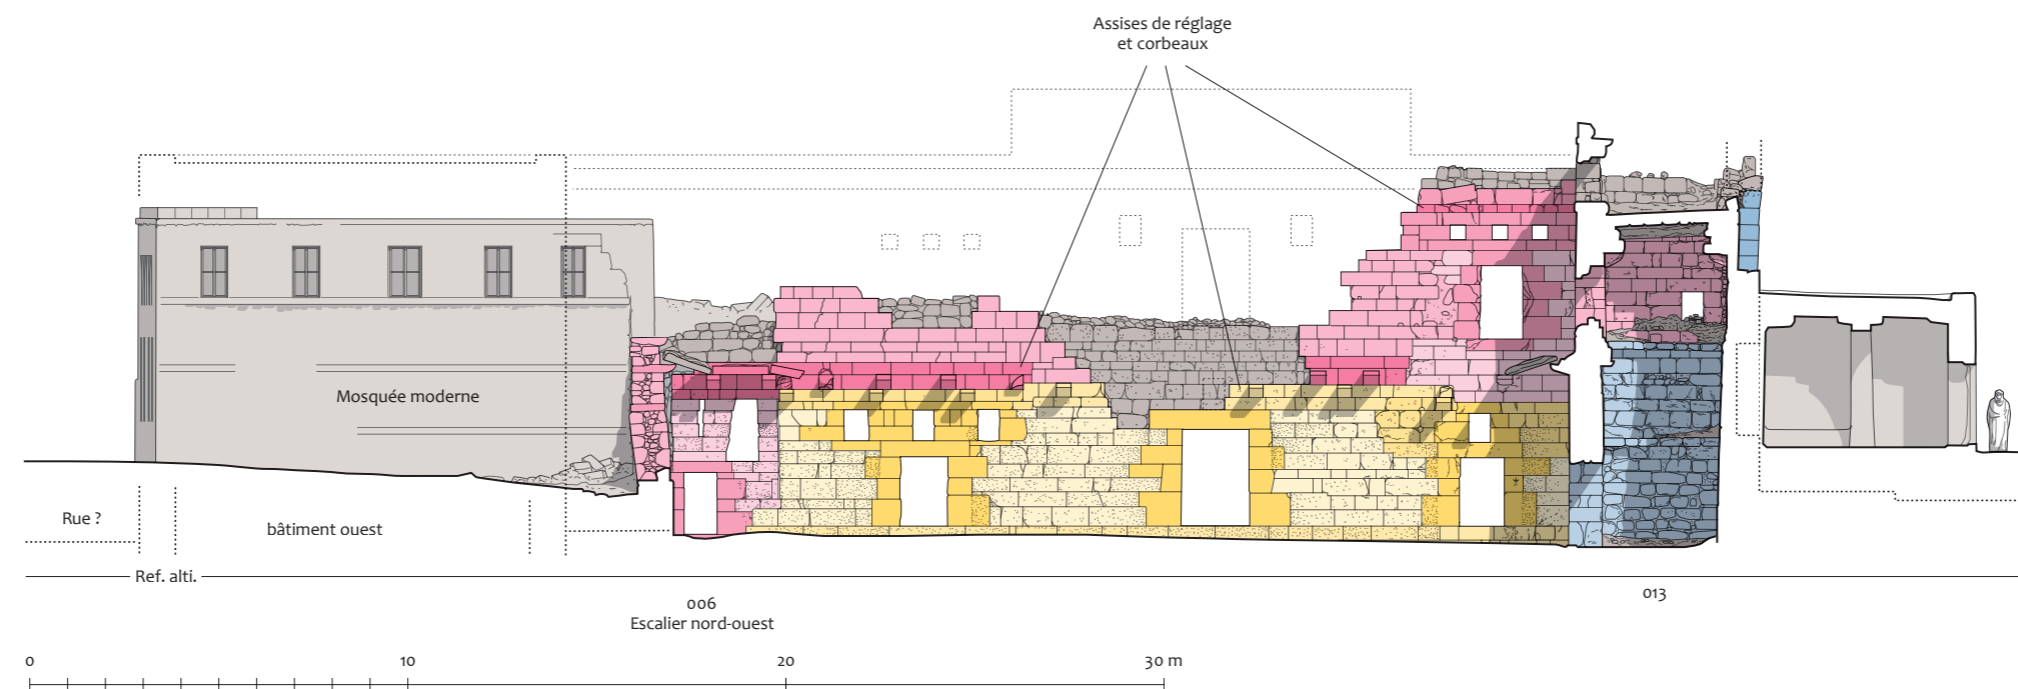 Assises de réglage
et corbeaux
Mosquée moderne
Rue ?
bâtiment ouest
Ref. alti.
006
Escalier nord-ouest
013
0 10 20 30 m